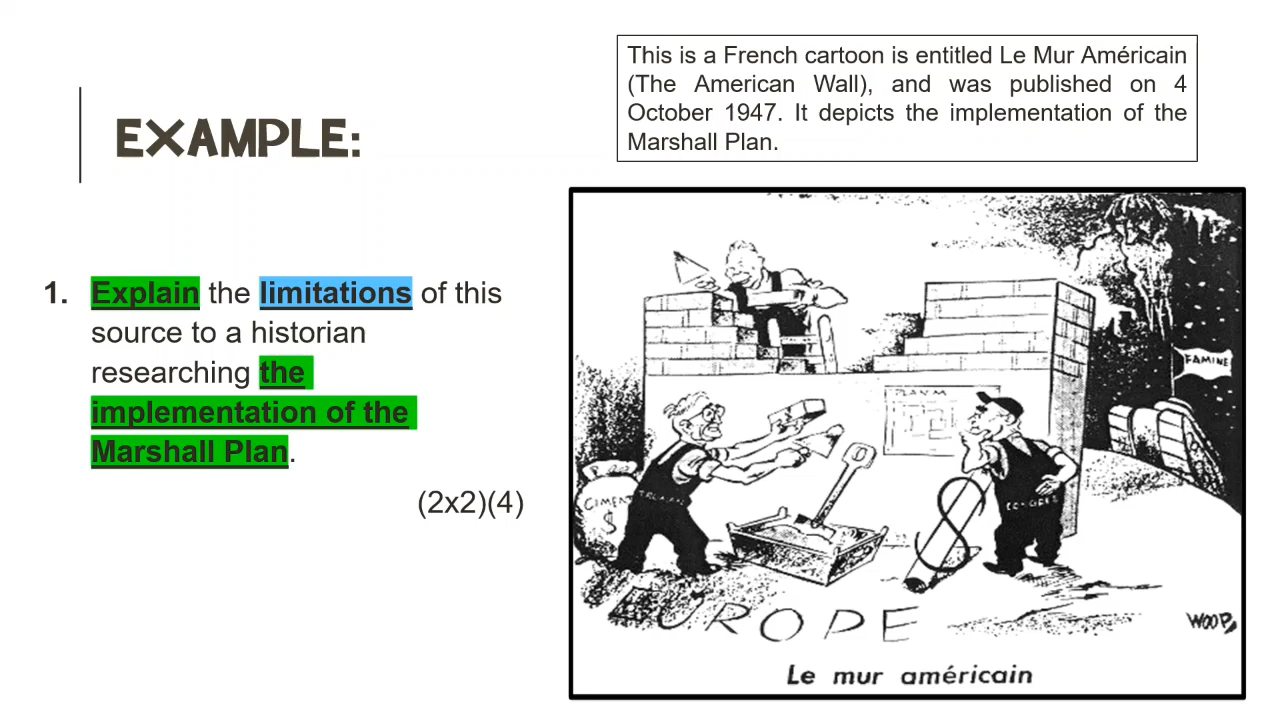 This is a French cartoon is entitled Le Mur Américain
(The American Wall), and was published on 4
October 1947. It depicts the implementation of the
Marshall Plan.
EXAMPLE:
1. Explain the limitations of this
source to a historian
researching the
implementation of the
Marshall Plan.
(2x2)(4)
FAMINE
PLAN M
CIMENT
$
TRUMAN
$
EUROPE
WOOP
Le mur américain